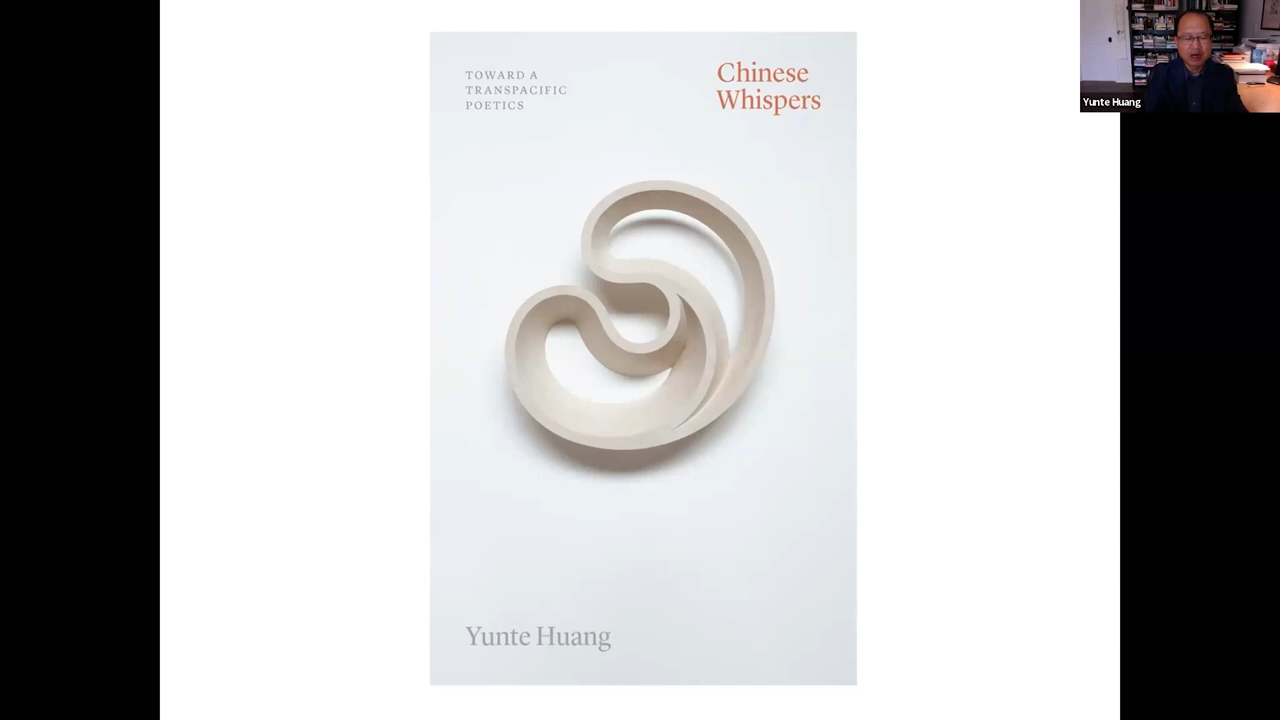 TOWARD A
TRANSPACIFIC
POETICS
Chinese
Whispers
Yunte Huang
Yunte Huang